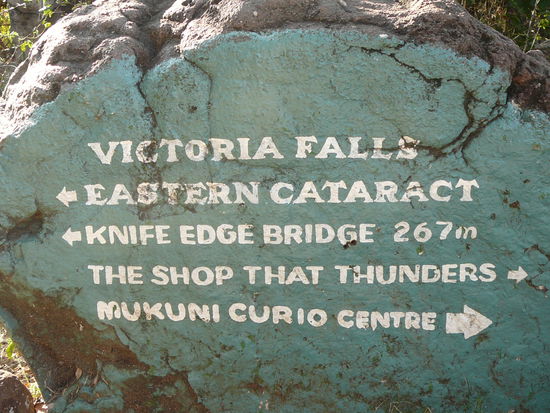 VICTORIA FALLS
← EASTERN CATARACT
← KNIFE EDGE BRIDGE 267m
THE SHOP THAT THUNDERS →
MUKUNI CURIO CENTRE →